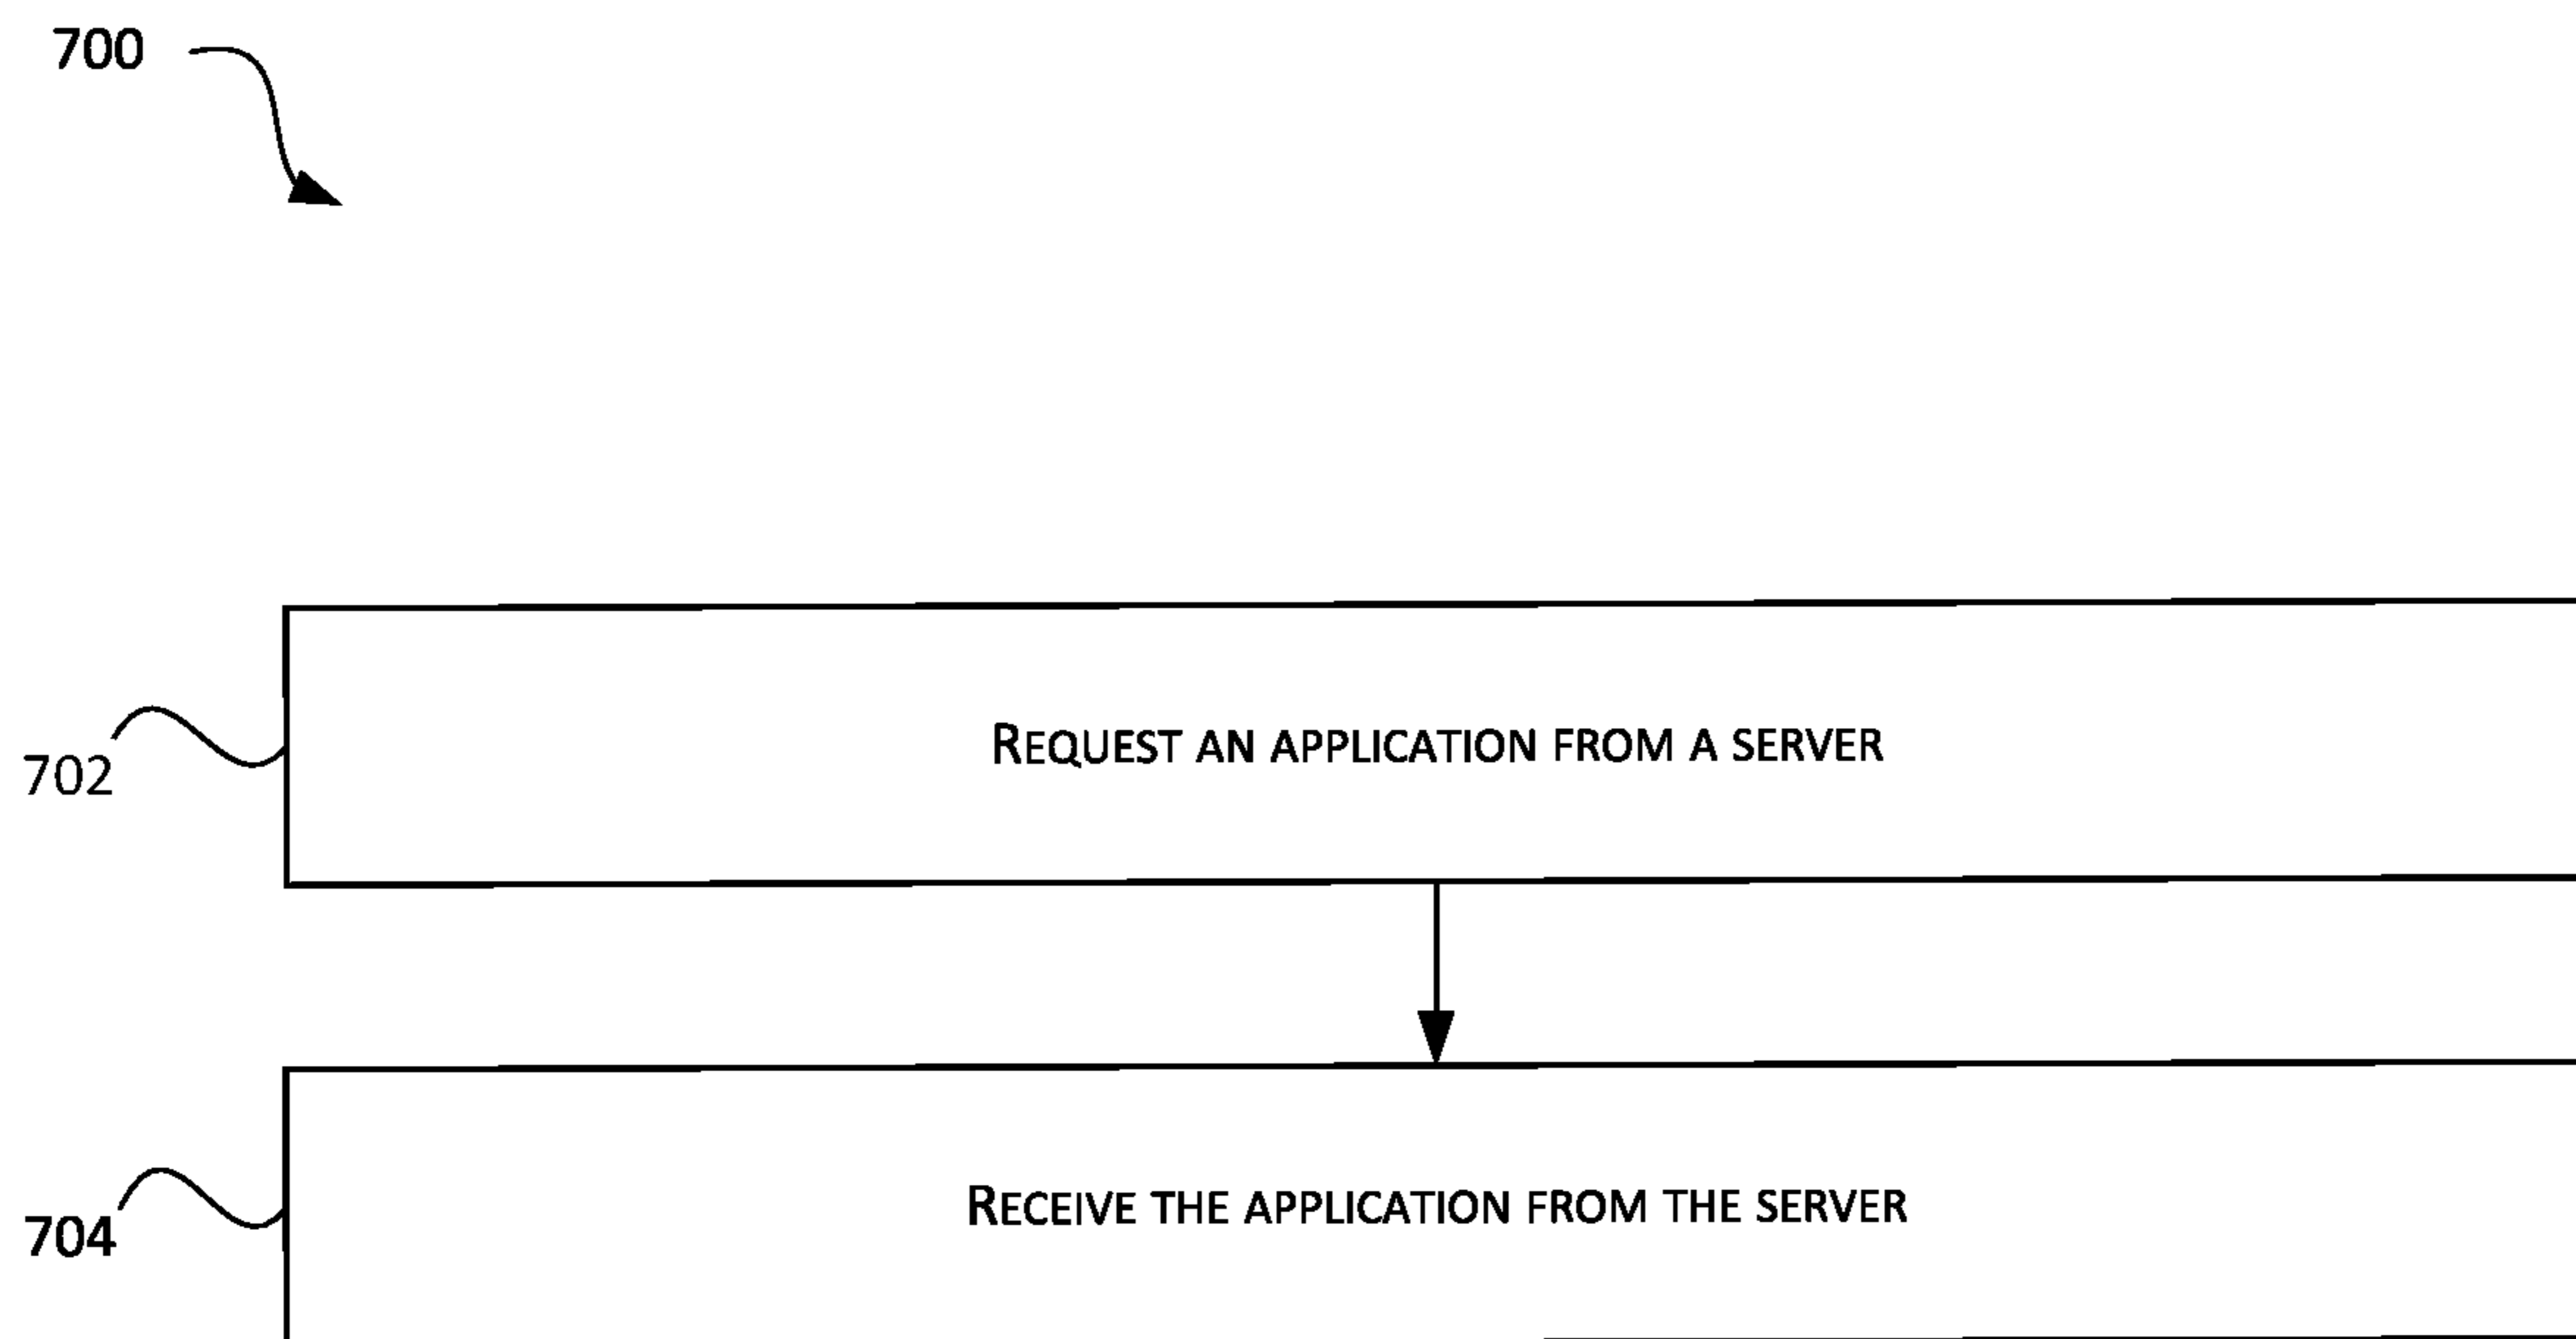 700
702
REQUEST AN APPLICATION FROM A SERVER
704
RECEIVE THE APPLICATION FROM THE SERVER